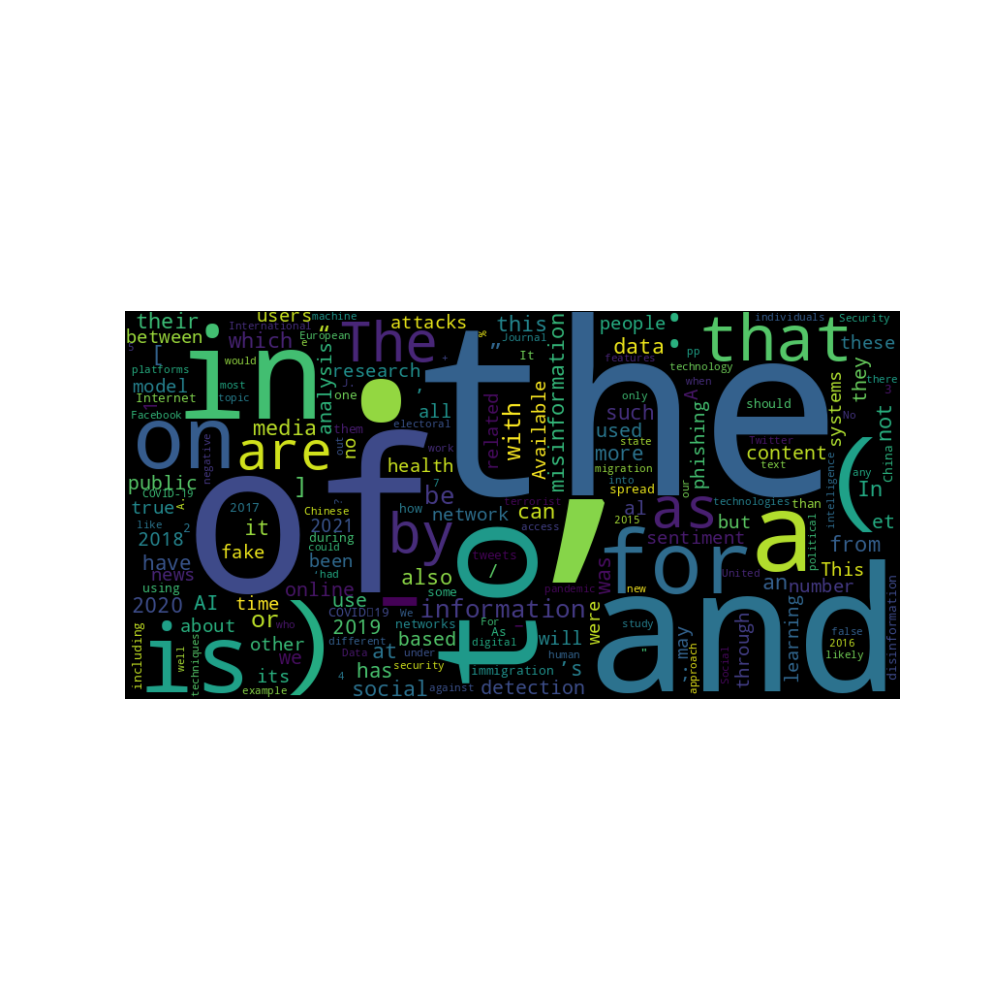 their
users
machine
attacks
this
people
:
that
individuals
Security
between
International
European
The
Journal
these
[
which
“
”
It
data
pp
they
platforms
would
in
analysis
research
.
the
misinformation
features
technology
there
model
most
J.
one
’
all
related
with
Available
such
only
when
A
should
systems
not
Internet
topic
Facebook
media
them
electoral
used
state
phishing
Twitter
No
3
on
negative
are
out
no
work
more
migration
content
text
China
(
any
public
health
into
spread
our
intelligence
In
COVID-19
]
of
7
be
terrorist
as
technologies
than
true
A.
2017
Chinese
?
how
network
can
,
al
2015
but
a
political
et
like
2
it
2021
by
access
sentiment
2018
fake
during
could
to
tweets
/
for
from
have
been
was
United
This
news
'had
also
pandemic
new
an
number
using
online
some
2020
AI
time
use
–
information
and
or
who
COVID
19
We
networks
For
As
were
study
may
through
learning
false
disinformation
about
2019
based
digital
will
2016
including
is
)
other
we
different
Data
at
under
human
’s
"
approach
Social
likely
well
techniques
its
has
security
immigration
example
4
social
against
detection